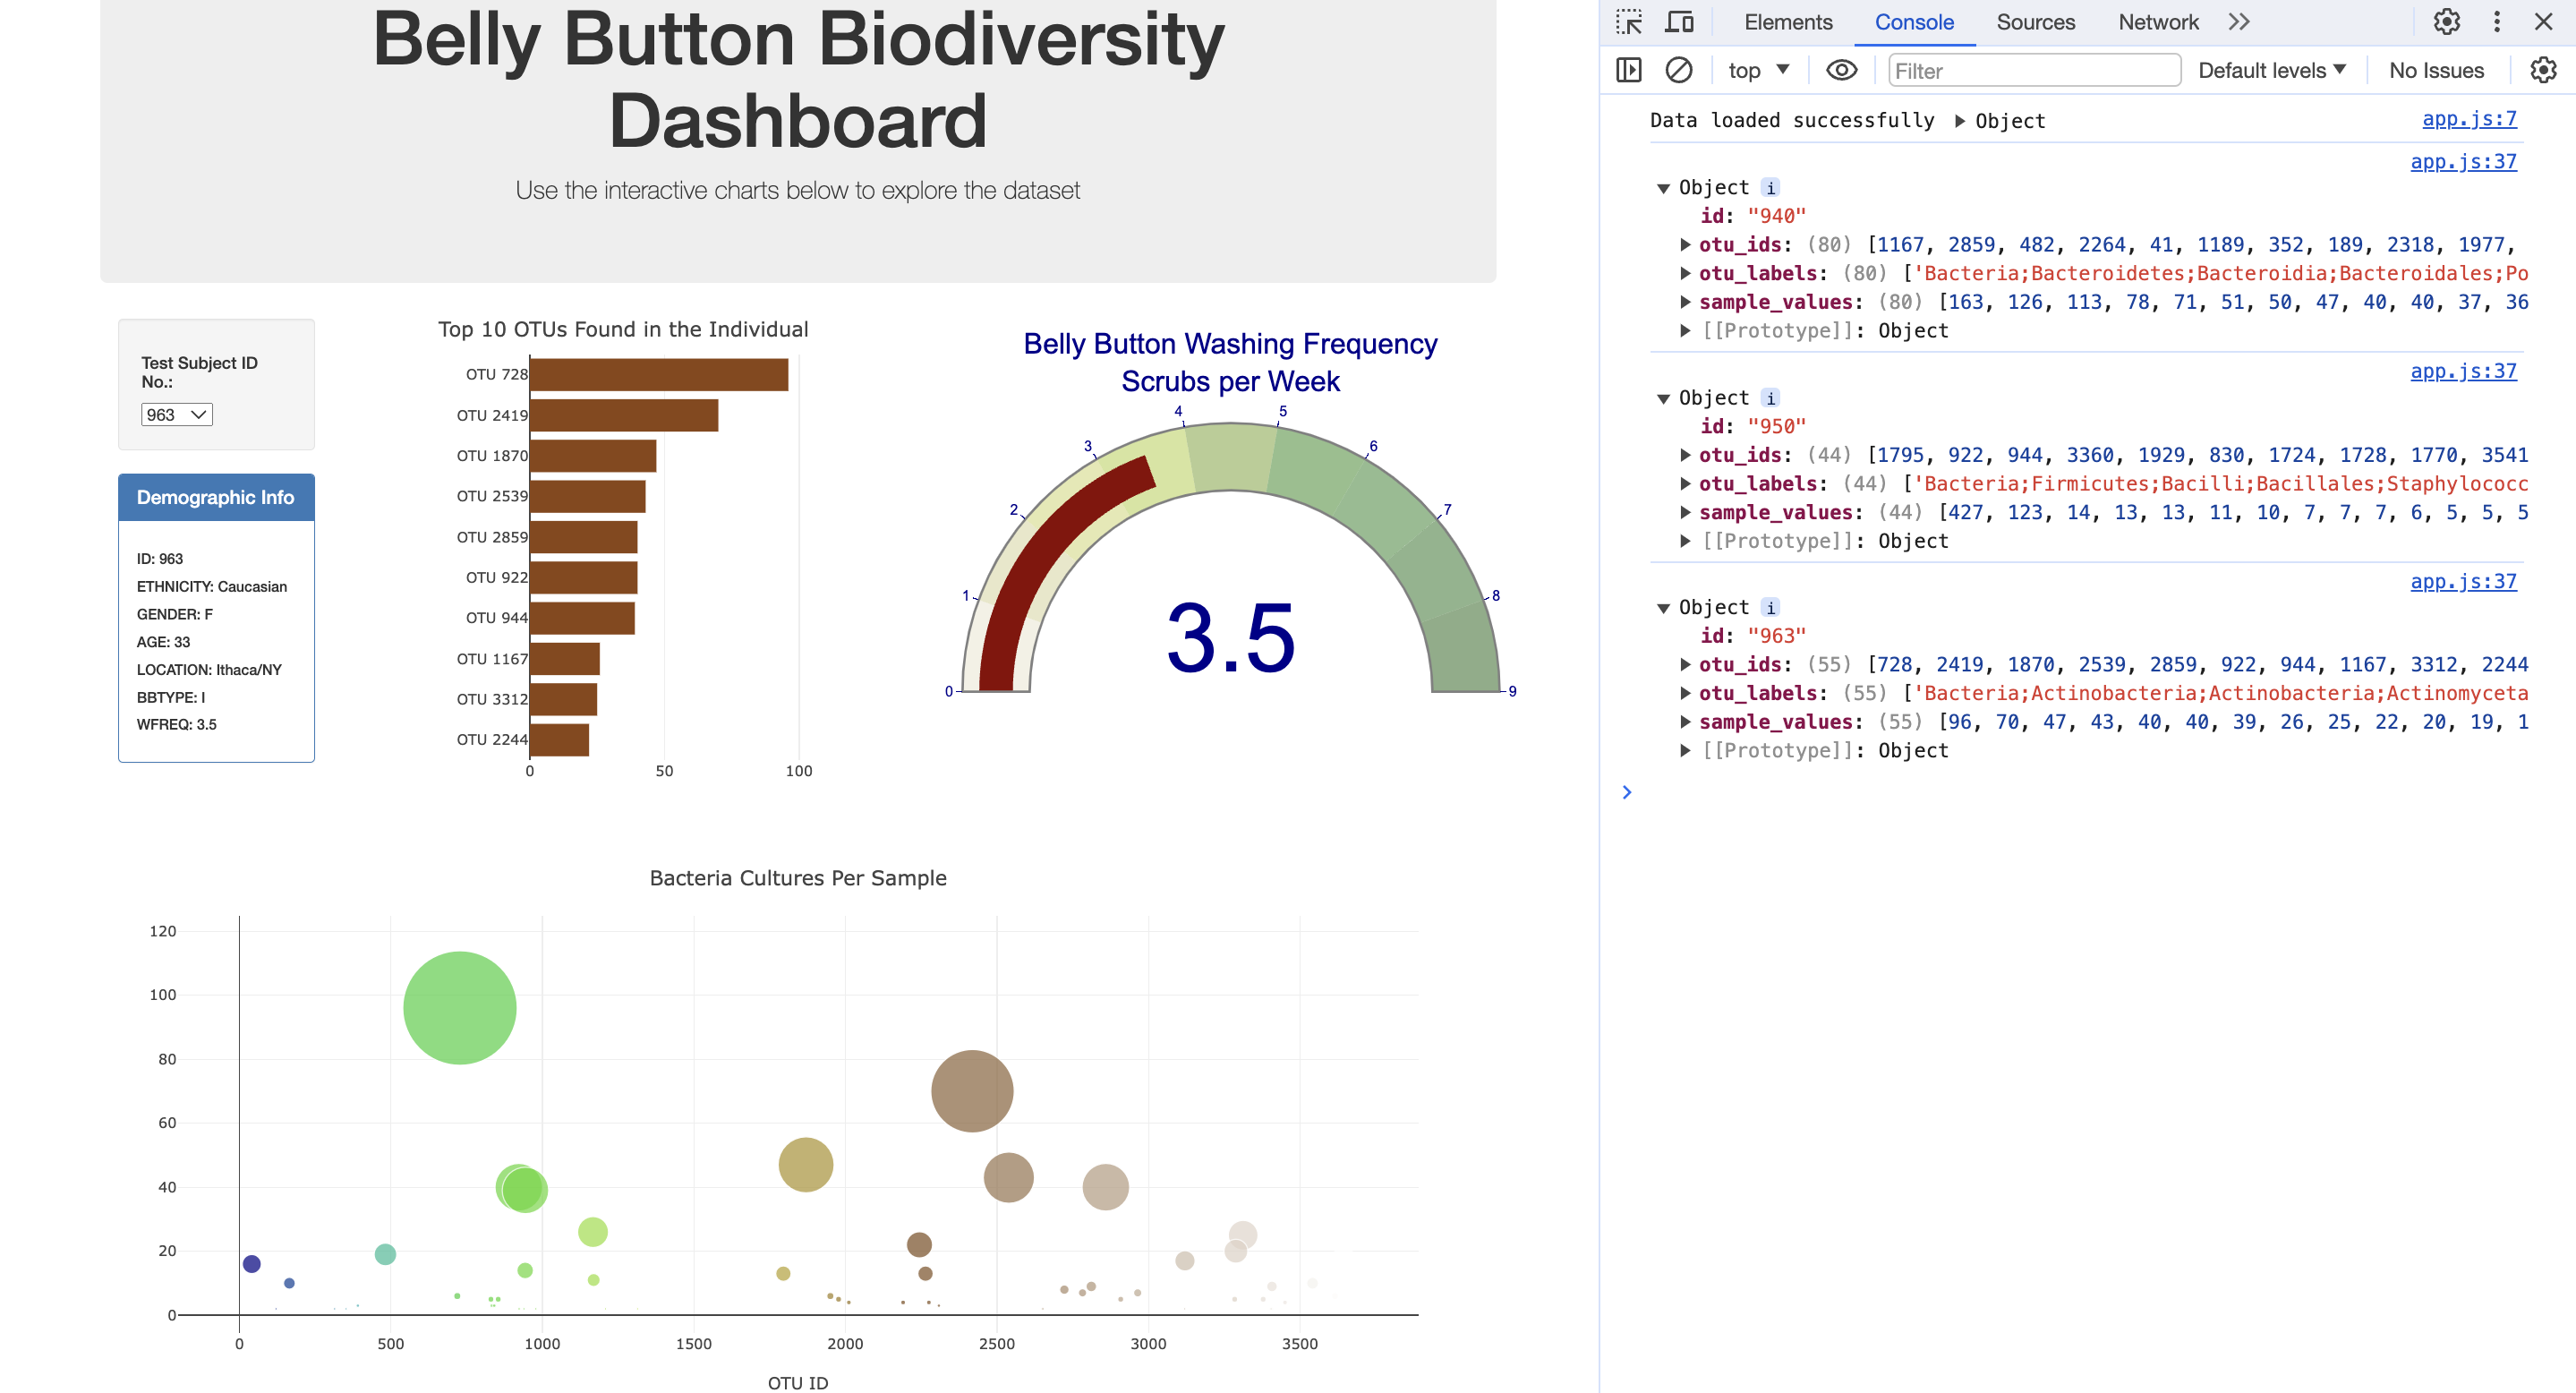 Belly Button Biodiversity
Dashboard
Use the interactive charts below to explore the dataset
Test Subject ID
No.:
963
Demographic Info
ID: 963
ETHNICITY: Caucasian
GENDER: F
AGE: 33
LOCATION: Ithaca/NY
BBTYPE: I
WFREQ: 3.5
Top 10 OTUs Found in the Individual
OTU 728
OTU 2419
OTU 1870
OTU 2539
OTU 2859
OTU 922
OTU 944
OTU 1167
OTU 3312
OTU 2244
0 50 100
Belly Button Washing Frequency
Scrubs per Week
0
1
2
3
4
5
6
7
8
9
3.5
Bacteria Cultures Per Sample
120
100
80
60
40
20
0
0 500 1000 1500 2000 2500 3000 3500
OTU ID
Elements Console Sources Network
top Filter Default levels No Issues
Data loaded successfully Object app.js:7
app.js:37
Object i
id: "940"
otu_ids: (80) [1167, 2859, 482, 2264, 41, 1189, 352, 189, 2318, 1977,
otu_labels: (80) ['Bacteria;Bacteroidetes;Bacteroidia;Bacteroidales;Po
sample_values: (80) [163, 126, 113, 78, 71, 51, 50, 47, 40, 40, 37, 36
[[Prototype]]: Object
app.js:37
Object i
id: "950"
otu_ids: (44) [1795, 922, 944, 3360, 1929, 830, 1724, 1728, 1770, 3541
otu_labels: (44) ['Bacteria;Firmicutes;Bacilli;Bacillales;Staphylococc
sample_values: (44) [427, 123, 14, 13, 13, 11, 10, 7, 7, 7, 6, 5, 5, 5
[[Prototype]]: Object
app.js:37
Object i
id: "963"
otu_ids: (55) [728, 2419, 1870, 2539, 2859, 922, 944, 1167, 3312, 2244
otu_labels: (55) ['Bacteria;Actinobacteria;Actinobacteria;Actinomyceta
sample_values: (55) [96, 70, 47, 43, 40, 40, 39, 26, 25, 22, 20, 19, 1
[[Prototype]]: Object